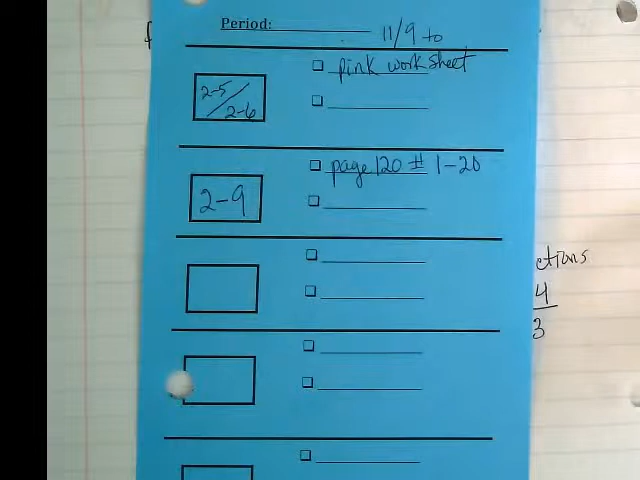 Period: 11/9 to
pink worksheet
2-5/2-6
page 120 # 1-20
2-9
ctions
4
3